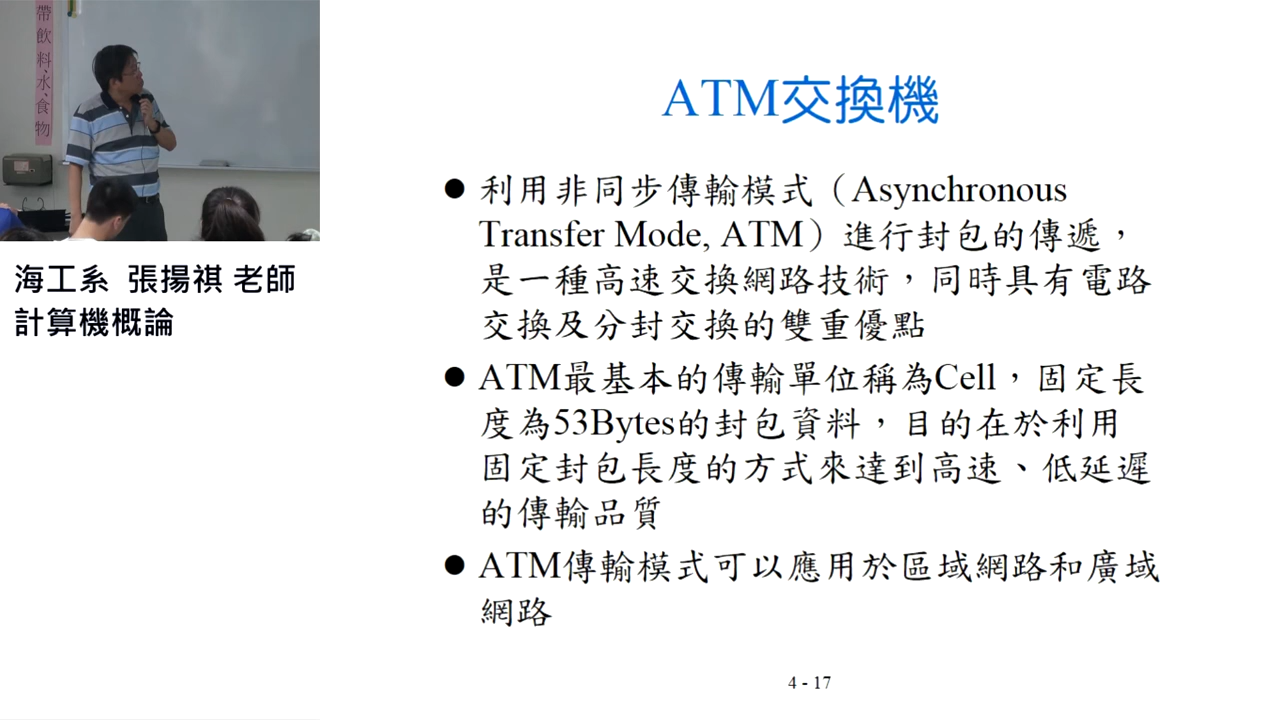 帶飲料、水、食物
海工系 張揚祺 老師
計算機概論
ATM交換機
● 利用非同步傳輸模式（Asynchronous
Transfer Mode, ATM）進行封包的傳遞，
是一種高速交換網路技術，同時具有電路
交換及分封交換的雙重優點
● ATM最基本的傳輸單位稱為Cell，固定長
度為53Bytes的封包資料，目的在於利用
固定封包長度的方式來達到高速、低延遲
的傳輸品質
● ATM傳輸模式可以應用於區域網路和廣域
網路
4 - 17